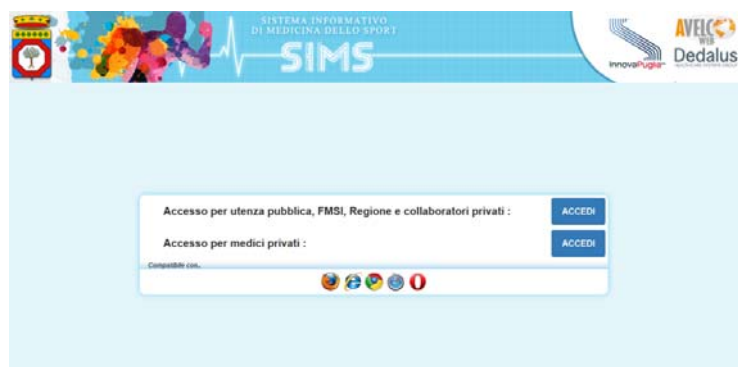 SISTEMA INFORMATIVO
DI MEDICINA DELLO SPORT
SIMS
InnovaPuglia
AVELCO
WEB
Dedalus
Accesso per utenza pubblica, FMSI, Regione e collaboratori privati :
ACCEDI
Accesso per medici privati :
ACCEDI
Compatibile con..